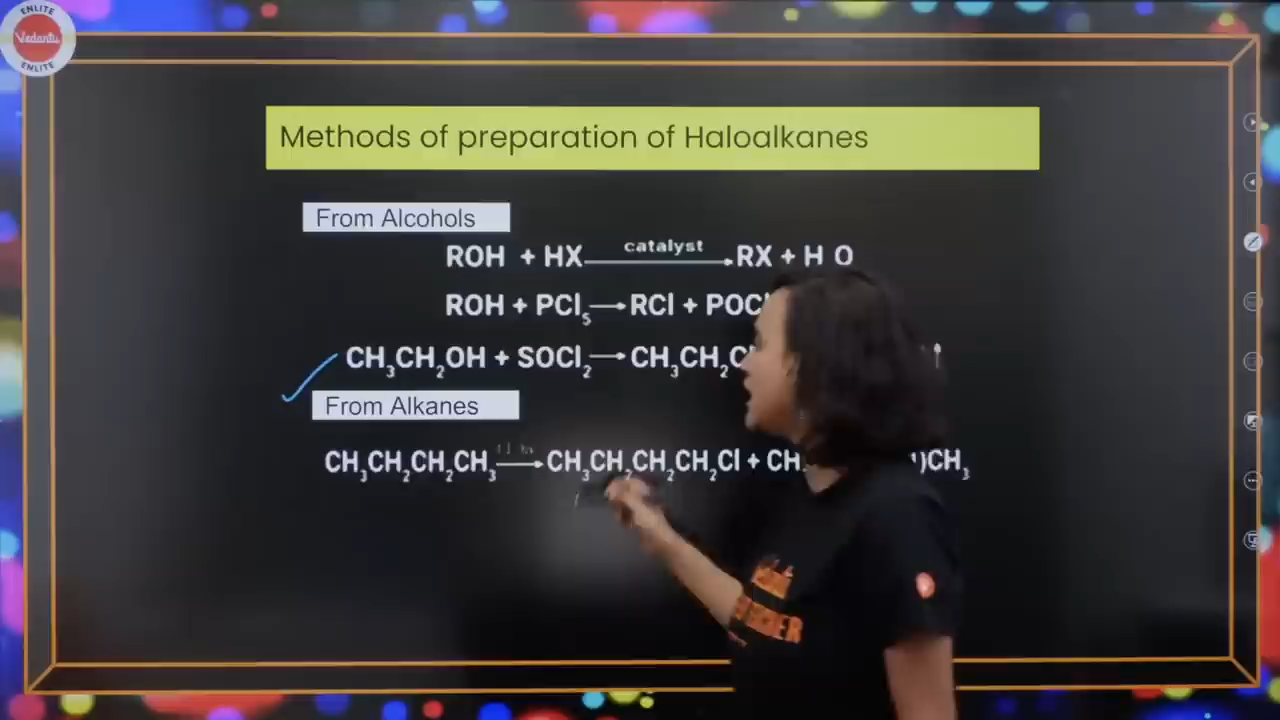 ENLITE
Vedantu
ENLITE
Methods of preparation of Haloalkanes
From Alcohols
ROH + HX catalyst → RX + H O
ROH + PCl₅ → RCl + POC
CH₃CH₂OH + SOCl₂ → CH₃CH₂C ↑
From Alkanes
CH₃CH₂CH₂CH₃ → CH₃CH₂CH₂CH₂Cl + CH )CH₃